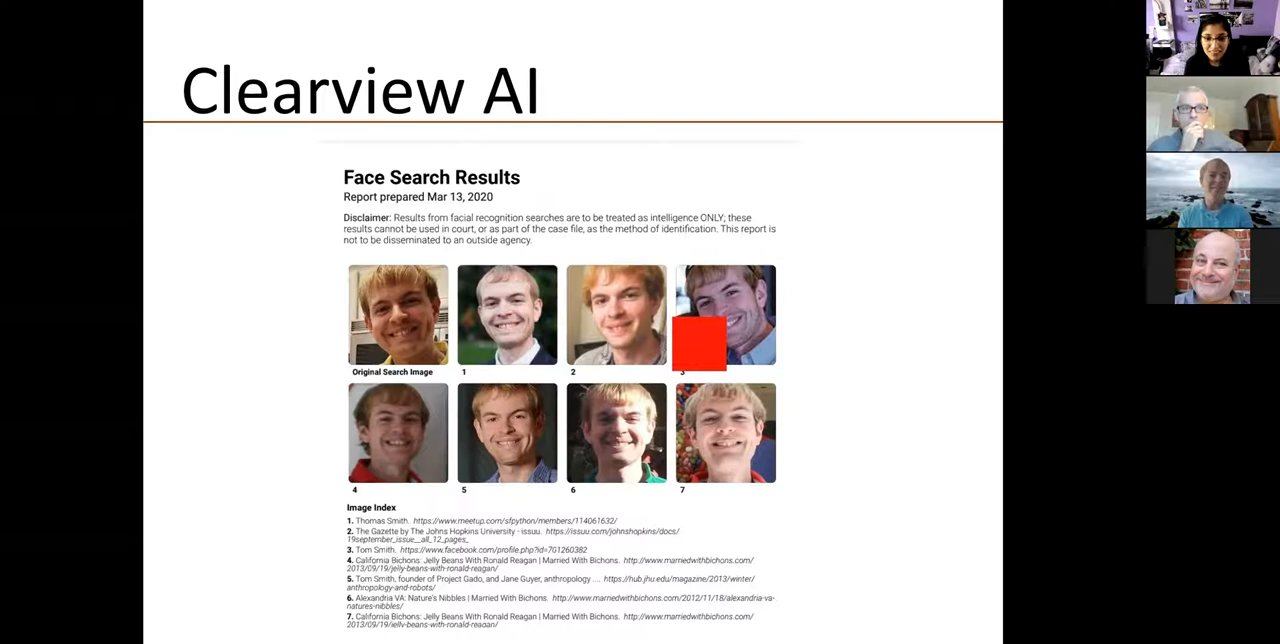 Clearview AI
Face Search Results
Report prepared Mar 13, 2020
Disclaimer: Results from facial recognition searches are to be treated as intelligence ONLY; these
results cannot be used in court, or as part of the case file, as the method of identification. This report is
not to be disseminated to an outside agency.
Original Search Image
1
2
3
4
5
6
7
Image Index
1. Thomas Smith. https://www.meetup.com/sfpython/members/114061632/
2. The Gazette by The Johns Hopkins University - issuu. https://issuu.com/johnshopkins/docs/
19september_issue__all_12_pages_
3. Tom Smith. https://www.facebook.com/profile.php?id=701260382
4. California Bichons: Jelly Beans With Ronald Reagan | Married With Bichons. http://www.marriedwithbichons.com/
2013/09/19/jelly-beans-with-ronald-reagan/
5. Tom Smith, founder of Project Gado, and Jane Guyer, anthropology .... https://hub.jhu.edu/magazine/2013/winter/
anthropology-and-robots/
6. Alexandria VA: Nature's Nibbles | Married With Bichons. http://www.marriedwithbichons.com/2012/11/18/alexandria-va-
natures-nibbles/
7. California Bichons: Jelly Beans With Ronald Reagan | Married With Bichons. http://www.marriedwithbichons.com/
2013/09/19/jelly-beans-with-ronald-reagan/